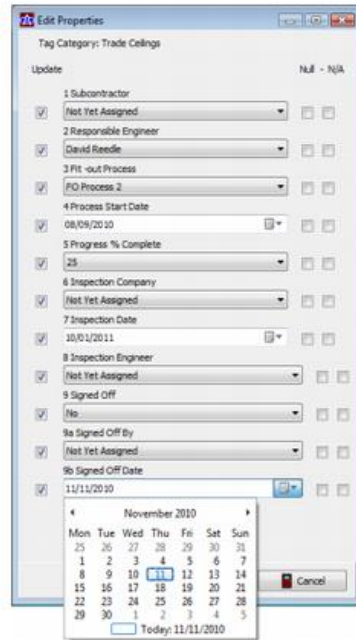 Edit Properties
Tag Category: Trade Ceilings
Update Null - N/A
1 Subcontractor
Not Yet Assigned
2 Responsible Engineer
David Reedle
3 Fit -out Process
FO Process 2
4 Process Start Date
08/09/2010
5 Progress % Complete
25
6 Inspection Company
Not Yet Assigned
7 Inspection Date
10/01/2011
8 Inspection Engineer
Not Yet Assigned
9 Signed Off
No
9a Signed Off By
Not Yet Assigned
9b Signed Off Date
11/11/2010
November 2010
Mon Tue Wed Thu Fri Sat Sun
25 26 27 28 29 30 31
1 2 3 4 5 6 7
8 9 10 11 12 13 14
15 16 17 18 19 20 21
22 23 24 25 26 27 28
29 30 1 2 3 4 5
Today: 11/11/2010
Cancel